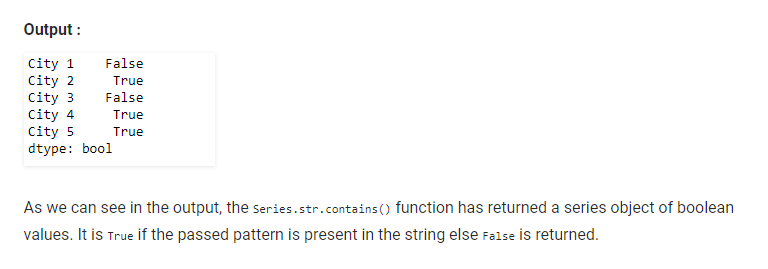 Output :
City 1    False
City 2     True
City 3    False
City 4     True
City 5     True
dtype: bool
As we can see in the output, the Series.str.contains() function has returned a series object of boolean
values. It is True if the passed pattern is present in the string else False is returned.